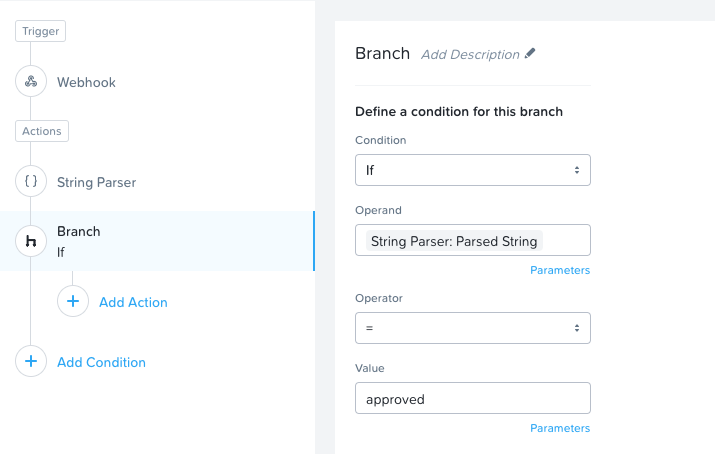 Trigger
Webhook
Actions
{ } String Parser
Branch
If
+ Add Action
+ Add Condition
Branch Add Description
Define a condition for this branch
Condition
If
Operand
String Parser: Parsed String
Parameters
Operator
=
Value
approved
Parameters